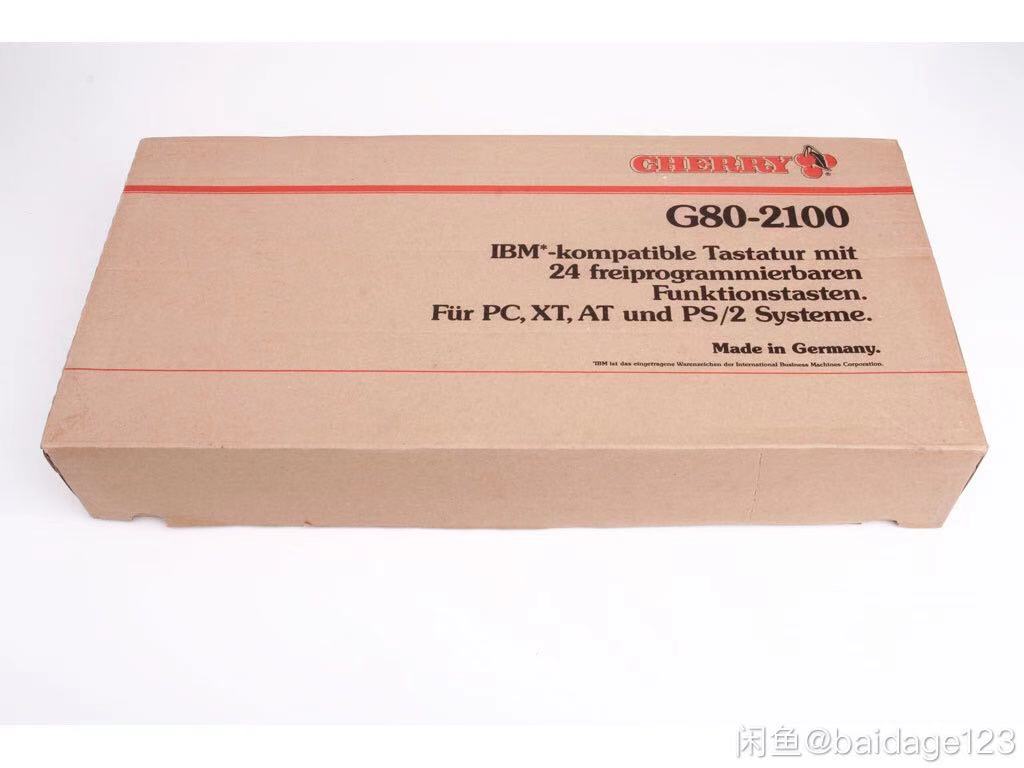 CHERRY
G80-2100
IBM*-kompatible Tastatur mit
24 freiprogrammierbaren
Funktionstasten.
Für PC, XT, AT und PS/2 Systeme.
Made in Germany.
*IBM ist das eingetragene Warenzeichen der International Business Machines Corporation.
闲鱼@baidage123